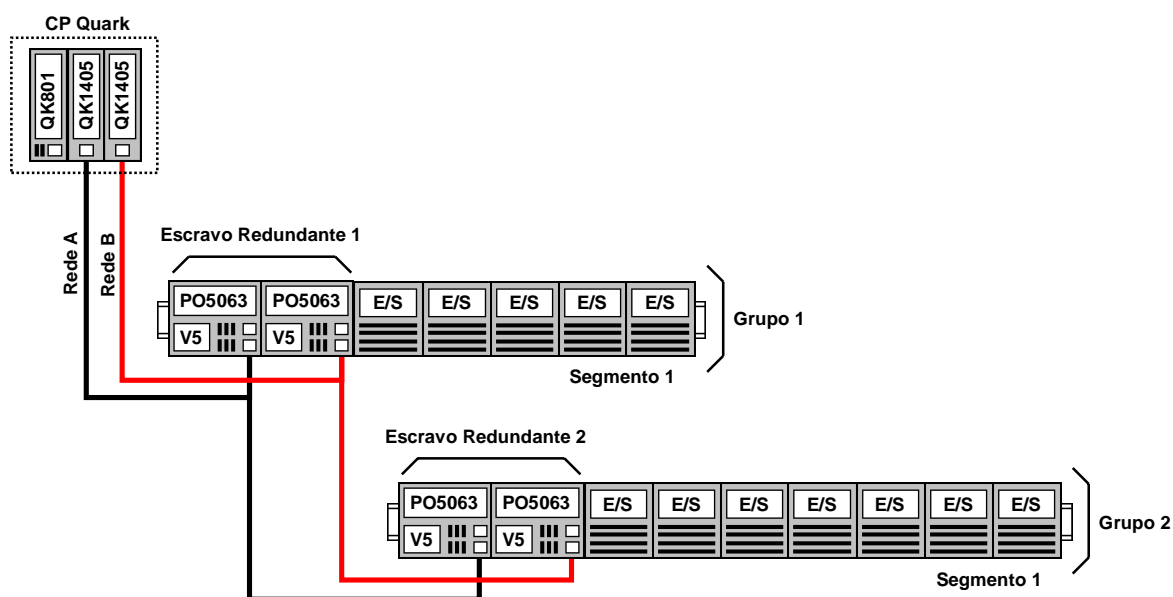 CP Quark
QK801
QK1405
QK1405
Rede A
Rede B
Escravo Redundante 1
PO5063 PO5063 E/S E/S E/S E/S E/S
V5 V5
Grupo 1
Segmento 1
Escravo Redundante 2
PO5063 PO5063 E/S E/S E/S E/S E/S E/S E/S
V5 V5
Grupo 2
Segmento 1